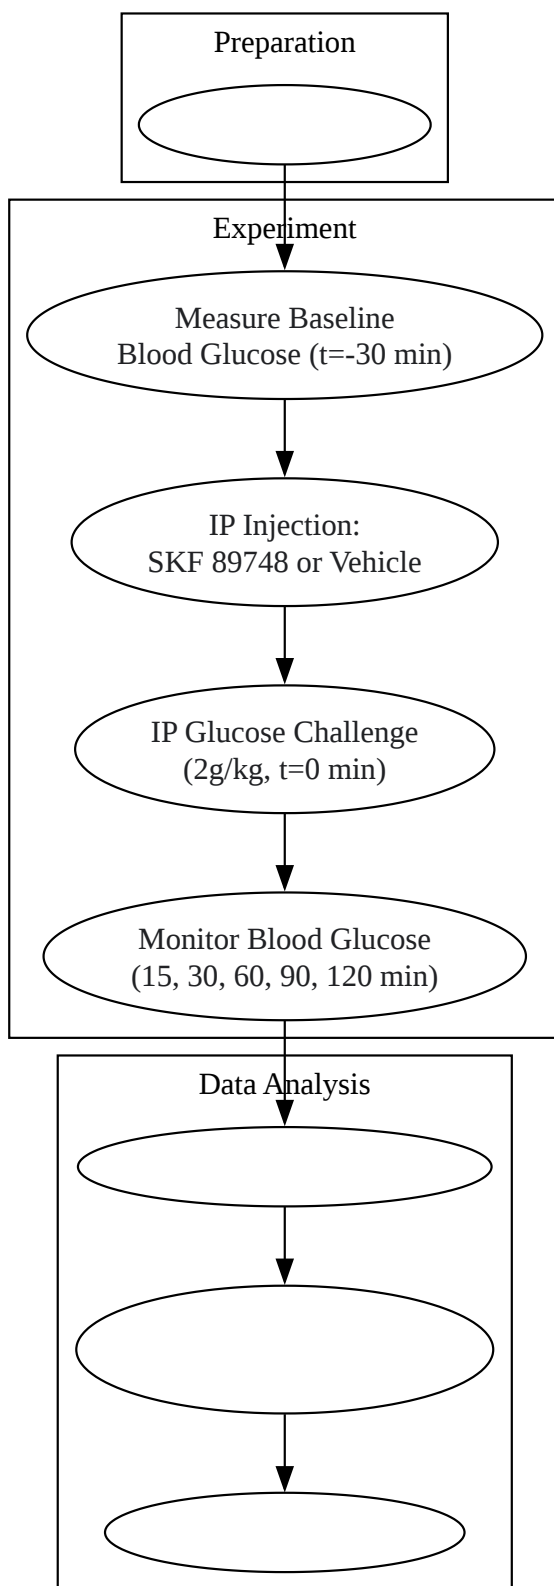 Preparation
Experiment
Measure Baseline
Blood Glucose (t=-30 min)
IP Injection:
SKF 89748 or Vehicle
IP Glucose Challenge
(2g/kg, t=0 min)
Monitor Blood Glucose
(15, 30, 60, 90, 120 min)
Data Analysis